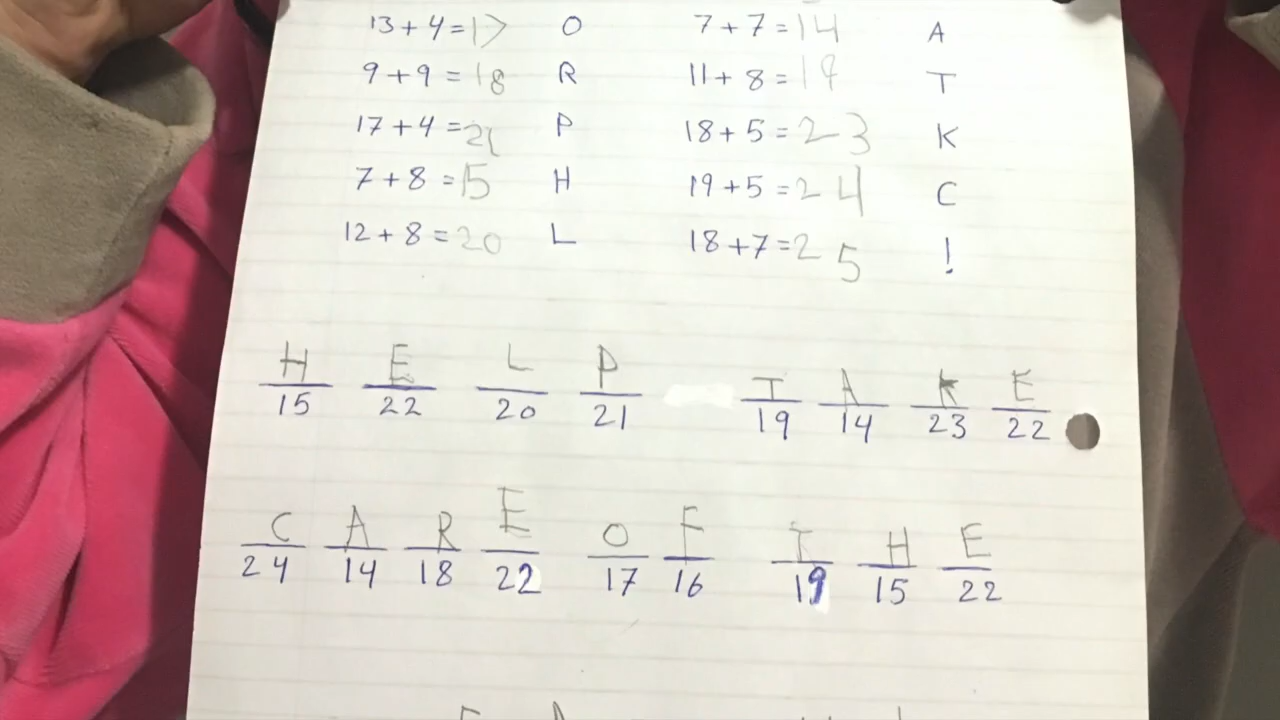 13 + 4 = 17 O 7 + 7 = 14 A
9 + 9 = 18 R 11 + 8 = 19 T
17 + 4 = 21 P 18 + 5 = 23 K
7 + 8 = 15 H 19 + 5 = 24 C
12 + 8 = 20 L 18 + 7 = 25 !
H E L P T A K E
15 22 20 21 19 14 23 22
C A R E O F T H E
24 14 18 22 17 16 19 15 22